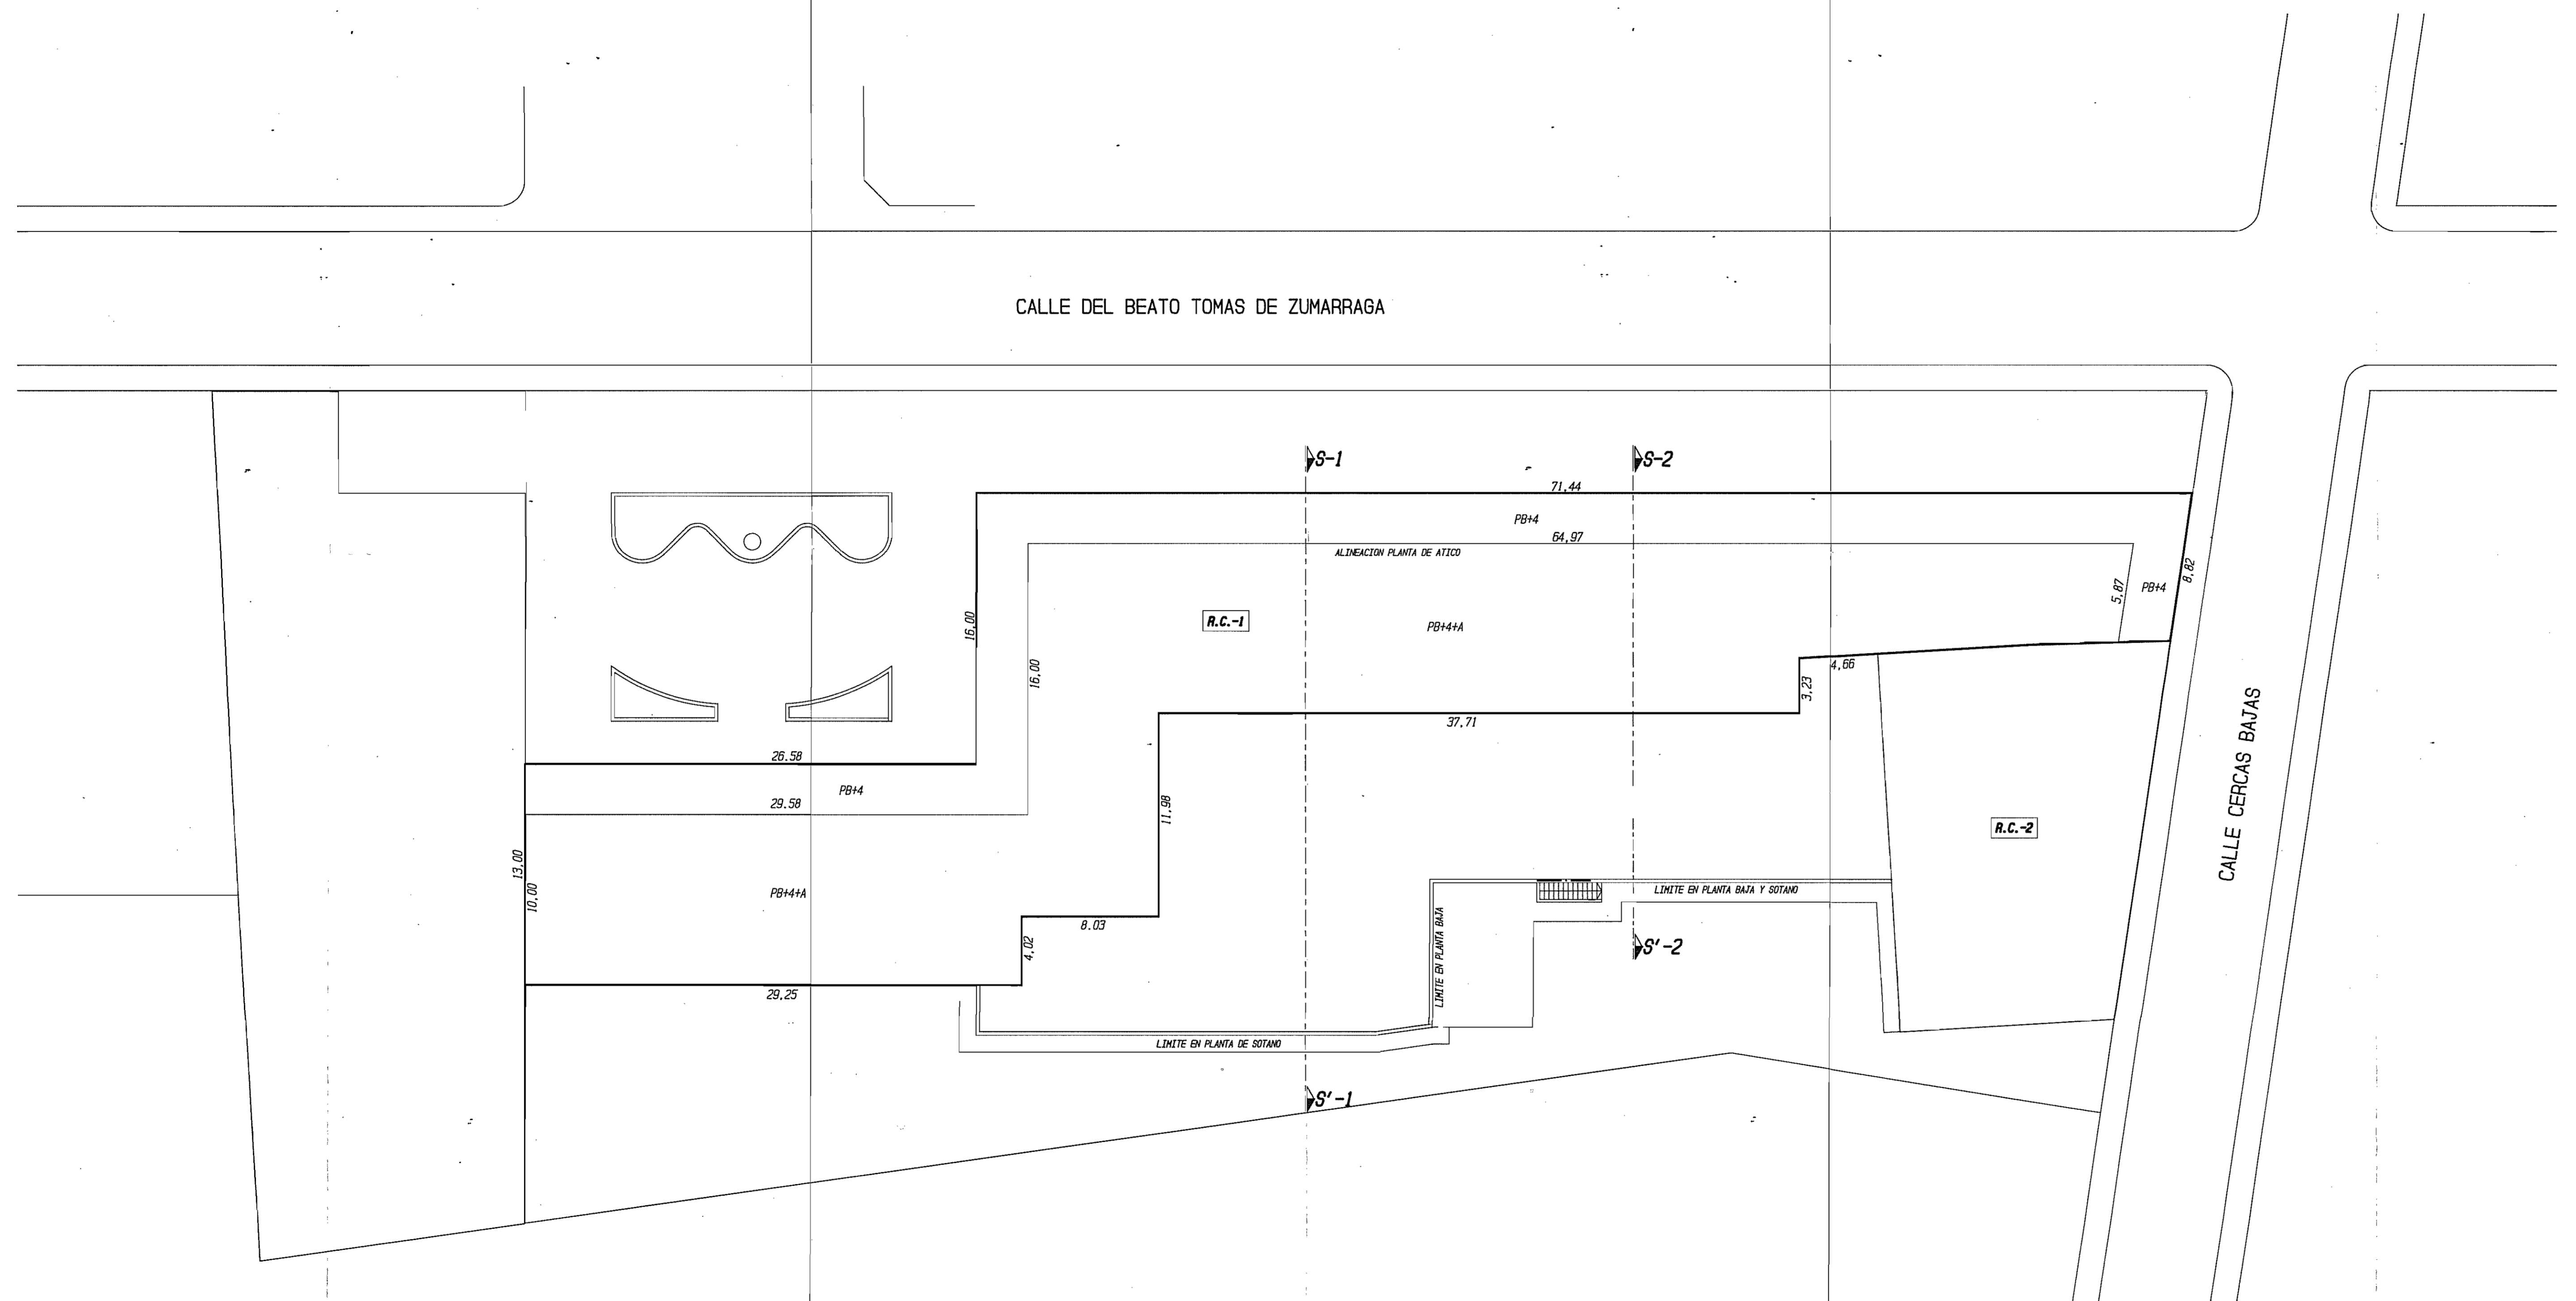 CALLE DEL BEATO TOMAS DE ZUMARRAGA
S-1
S-2
71,44
PB+4
64,97
ALINEACION PLANTA DE ATICO
8,82
5,87
PB+4
R.C.-1
PB+4+A
16,00
16,00
4,66
3,23
37,71
26.58
PB+4
29.58
11,98
CALLE CERCAS BAJAS
R.C.-2
13,00
10,00
PB+4+A
LIMITE EN PLANTA BAJA Y SOTANO
8.03
4,02
LIMITE EN PLANTA BAJA
S'-2
29,25
LIMITE EN PLANTA DE SOTANO
S'-1